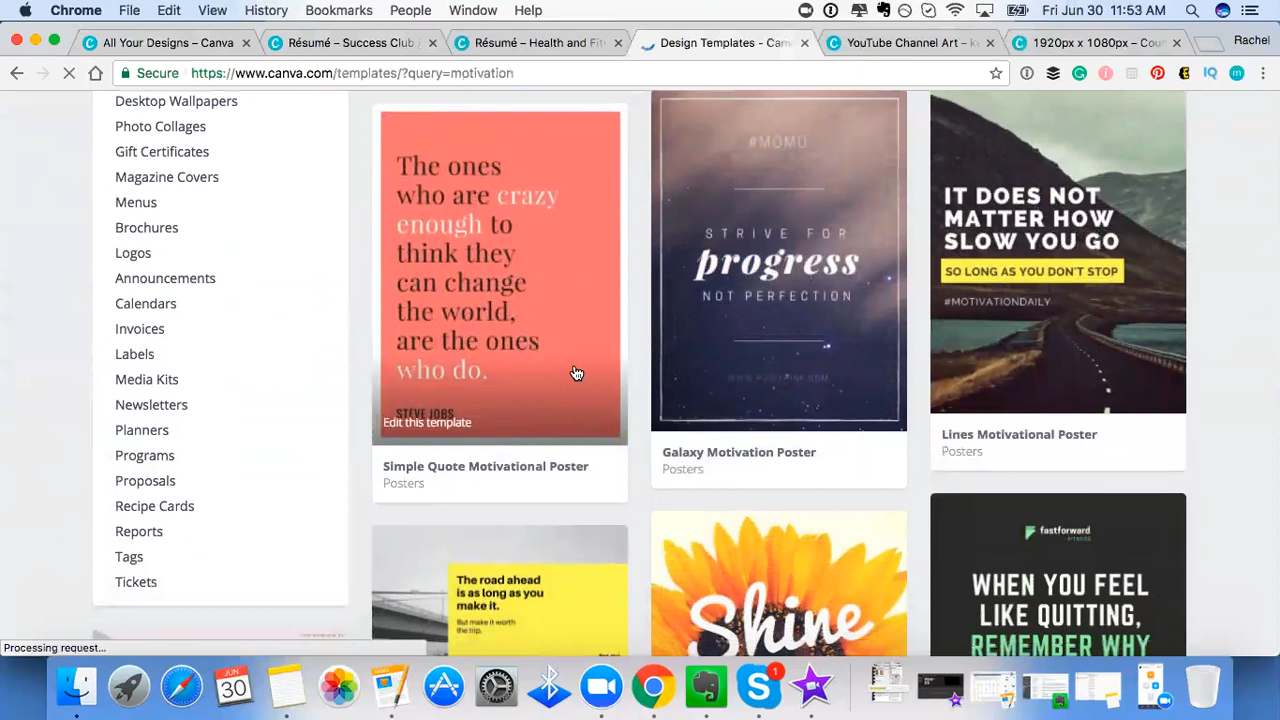 Chrome File Edit View History Bookmarks People Window Help Fri Jun 30 11:53 AM Rachel
All Your Designs – Canva
Résumé – Success Club
Résumé – Health and Fit
Design Templates – Can
YouTube Channel Art – k
1920px x 1080px – Cou
Secure https://www.canva.com/templates/?query=motivation
Desktop Wallpapers
Photo Collages
Gift Certificates
Magazine Covers
Menus
Brochures
Logos
Announcements
Calendars
Invoices
Labels
Media Kits
Newsletters
Planners
Programs
Proposals
Recipe Cards
Reports
Tags
Tickets
The ones
who are crazy
enough to
think they
can change
the world,
are the ones
who do.
STEVE JOBS
Edit this template
Simple Quote Motivational Poster
Posters
#MOMU
STRIVE FOR
progress
NOT PERFECTION
Galaxy Motivation Poster
Posters
IT DOES NOT
MATTER HOW
SLOW YOU GO
SO LONG AS YOU DON'T STOP
#MOTIVATIONDAILY
Lines Motivational Poster
Posters
The road ahead
is as long as you
make it.
But make it worth
the trip.
Shine
fastforward
WHEN YOU FEEL
LIKE QUITTING,
REMEMBER WHY
Processing request...
JUN
30
1